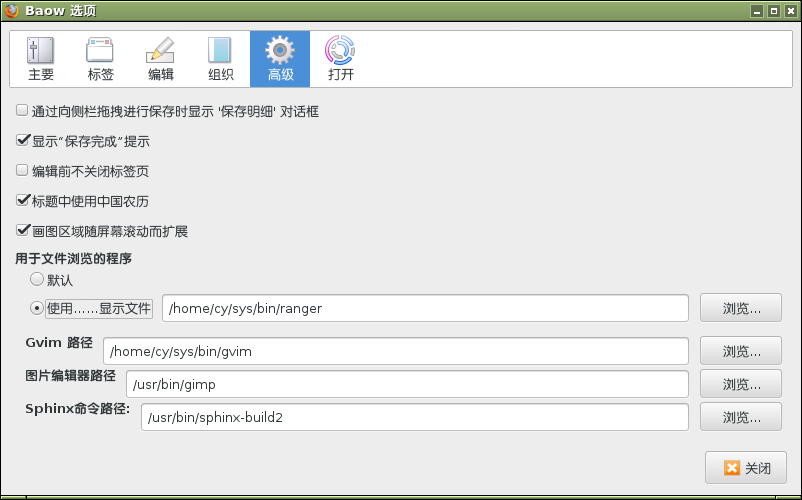 Baow 选项
主要 标签 编辑 组织 高级 打开
通过向侧栏拖拽进行保存时显示 '保存明细' 对话框
显示“保存完成”提示
编辑前不关闭标签页
标题中使用中国农历
画图区域随屏幕滚动而扩展
用于文件浏览的程序
默认
使用……显示文件 /home/cy/sys/bin/ranger 浏览...
Gvim 路径 /home/cy/sys/bin/gvim 浏览...
图片编辑器路径 /usr/bin/gimp 浏览...
Sphinx命令路径: /usr/bin/sphinx-build2 浏览...
关闭